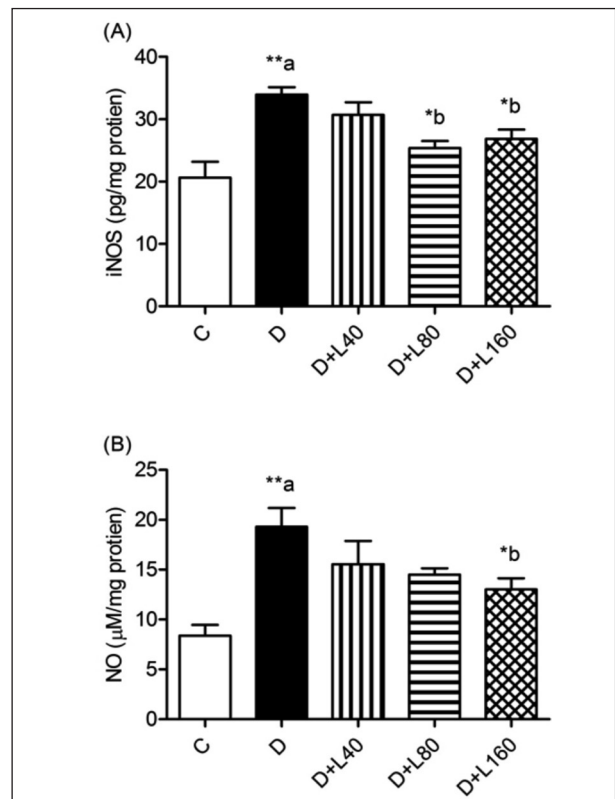 (A)
40
30
20
10
0
iNOS (pg/mg protien)
**a
*b
*b
C
D
D+L40
D+L80
D+L160
(B)
25
20
15
10
5
0
NO (μM/mg protien)
**a
*b
C
D
D+L40
D+L80
D+L160